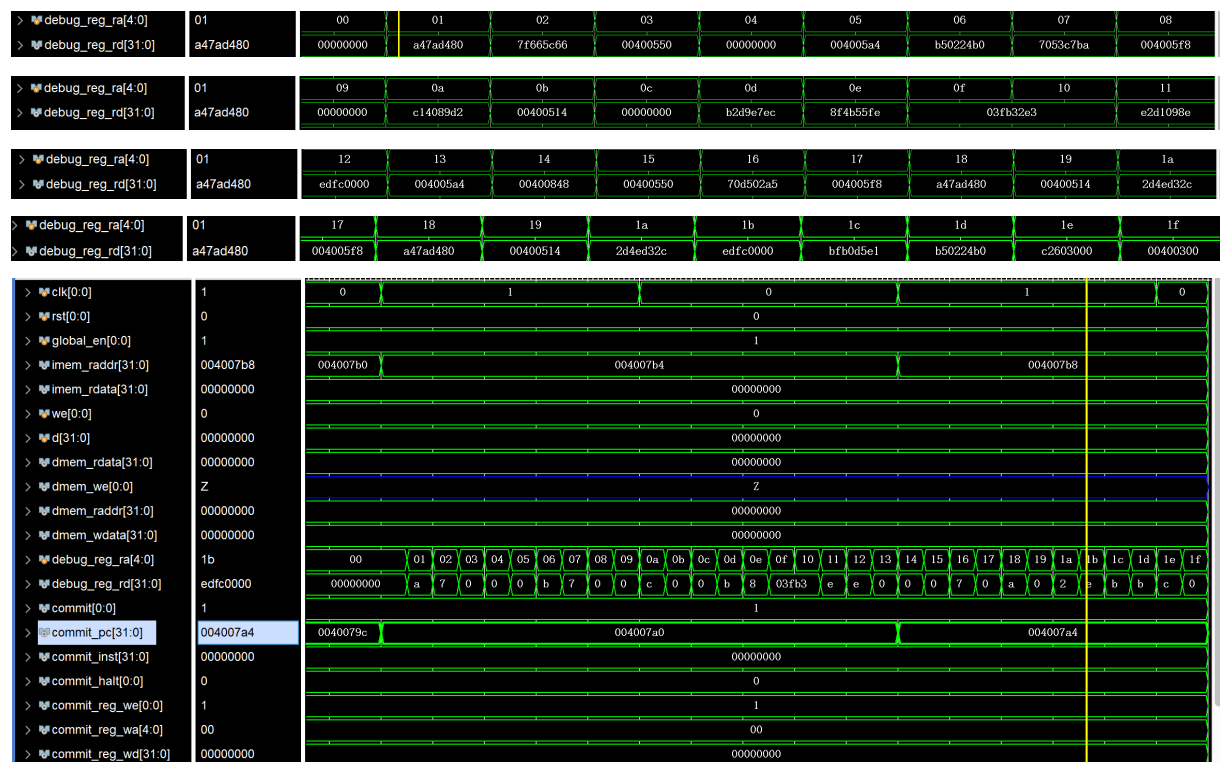 debug_reg_ra[4:0] 01 00 01 02 03 04 05 06 07 08
debug_reg_rd[31:0] a47ad480 00000000 a47ad480 7f665c66 00400550 00000000 004005a4 b50224b0 7053c7ba 004005f8
debug_reg_ra[4:0] 01 09 0a 0b 0c 0d 0e 0f 10 11
debug_reg_rd[31:0] a47ad480 00000000 c14089d2 00400514 00000000 b2d9e7ec 8f4b55fe 03fb32e3 e2d1098e
debug_reg_ra[4:0] 01 12 13 14 15 16 17 18 19 1a
debug_reg_rd[31:0] a47ad480 edfc0000 004005a4 00400848 00400550 70d502a5 004005f8 a47ad480 00400514 2d4ed32c
debug_reg_ra[4:0] 01 17 18 19 1a 1b 1c 1d 1e 1f
debug_reg_rd[31:0] a47ad480 004005f8 a47ad480 00400514 2d4ed32c edfc0000 bfb0d5e1 b50224b0 c2603000 00400300
clk[0:0] 1 0 1 0 1 0
rst[0:0] 0 0
global_en[0:0] 1 1
imem_raddr[31:0] 004007b8 004007b0 004007b4 004007b8
imem_rdata[31:0] 00000000 00000000
we[0:0] 0 0
d[31:0] 00000000 00000000
dmem_rdata[31:0] 00000000 00000000
dmem_we[0:0] Z Z
dmem_raddr[31:0] 00000000 00000000
dmem_wdata[31:0] 00000000 00000000
debug_reg_ra[4:0] 1b 00 01 02 03 04 05 06 07 08 09 0a 0b 0c 0d 0e 0f 10 11 12 13 14 15 16 17 18 19 1a 1b 1c 1d 1e 1f
debug_reg_rd[31:0] edfc0000 00000000 a 7 0 0 0 b 7 0 0 c 0 0 b 8 03fb3 e e 0 0 0 7 0 a 0 2 e b b c 0
commit[0:0] 1 1
commit_pc[31:0] 004007a4 0040079c 004007a0 004007a4
commit_inst[31:0] 00000000 00000000
commit_halt[0:0] 0 0
commit_reg_we[0:0] 1 1
commit_reg_wa[4:0] 00 00
commit_reg_wd[31:0] 00000000 00000000